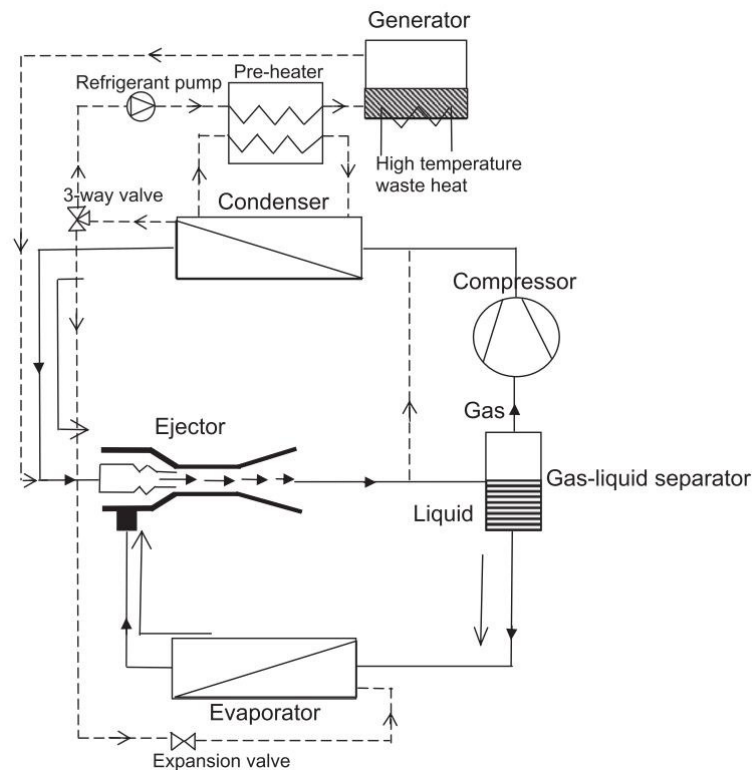 Generator
Pre-heater
Refrigerant pump
High temperature
waste heat
3-way valve
Condenser
Compressor
Gas
Ejector
Gas-liquid separator
Liquid
Evaporator
Expansion valve